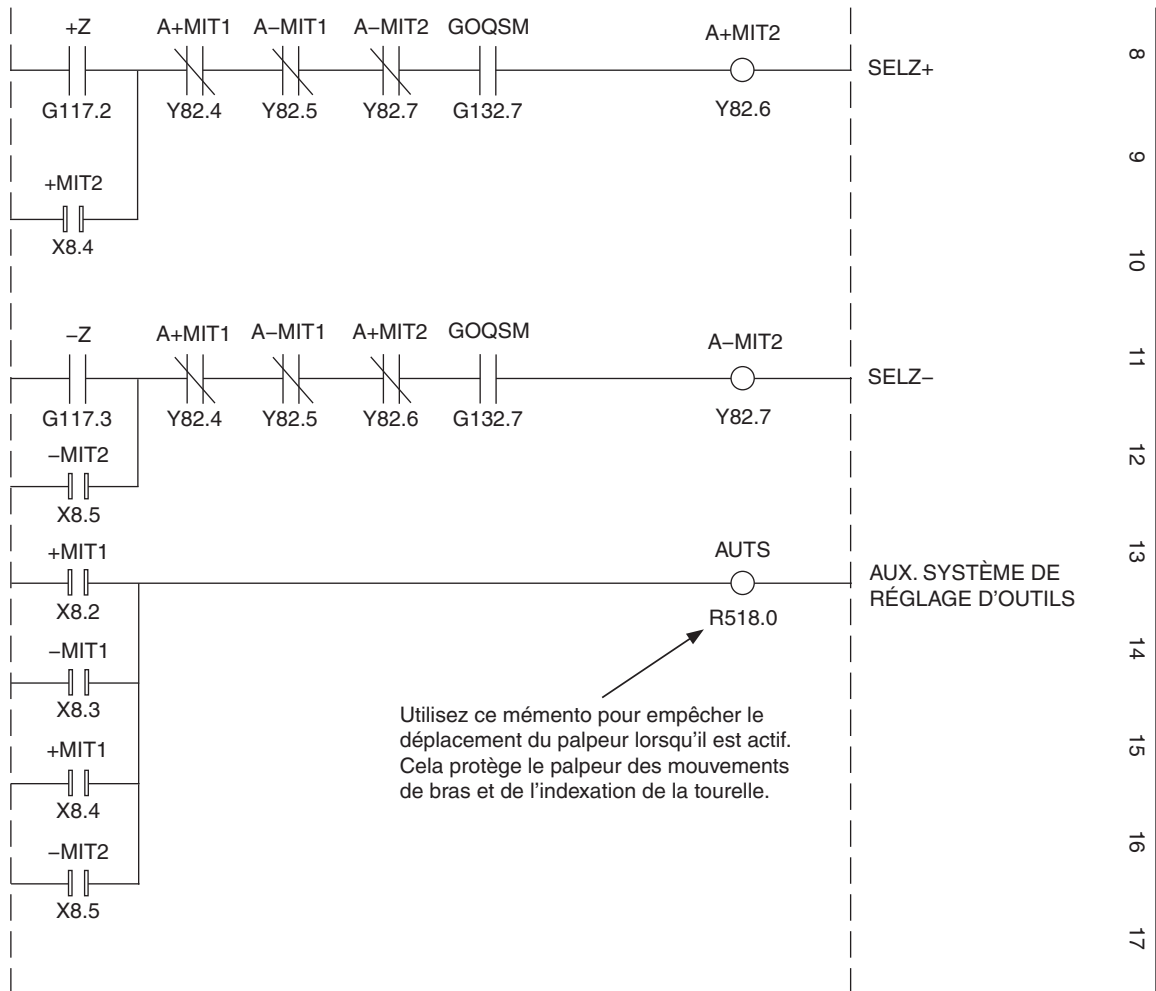 +Z A+MIT1 A−MIT1 A−MIT2 GOQSM A+MIT2
SELZ+
G117.2 Y82.4 Y82.5 Y82.7 G132.7 Y82.6
8
9
+MIT2
X8.4
10
−Z A+MIT1 A−MIT1 A+MIT2 GOQSM A−MIT2
SELZ−
G117.3 Y82.4 Y82.5 Y82.6 G132.7 Y82.7
11
−MIT2
X8.5
12
+MIT1 AUTS
X8.2 R518.0
AUX. SYSTÈME DE
RÉGLAGE D'OUTILS
13
−MIT1
X8.3
14
Utilisez ce mémento pour empêcher le
déplacement du palpeur lorsqu'il est actif.
Cela protège le palpeur des mouvements
de bras et de l'indexation de la tourelle.
+MIT1
X8.4
15
−MIT2
X8.5
16
17